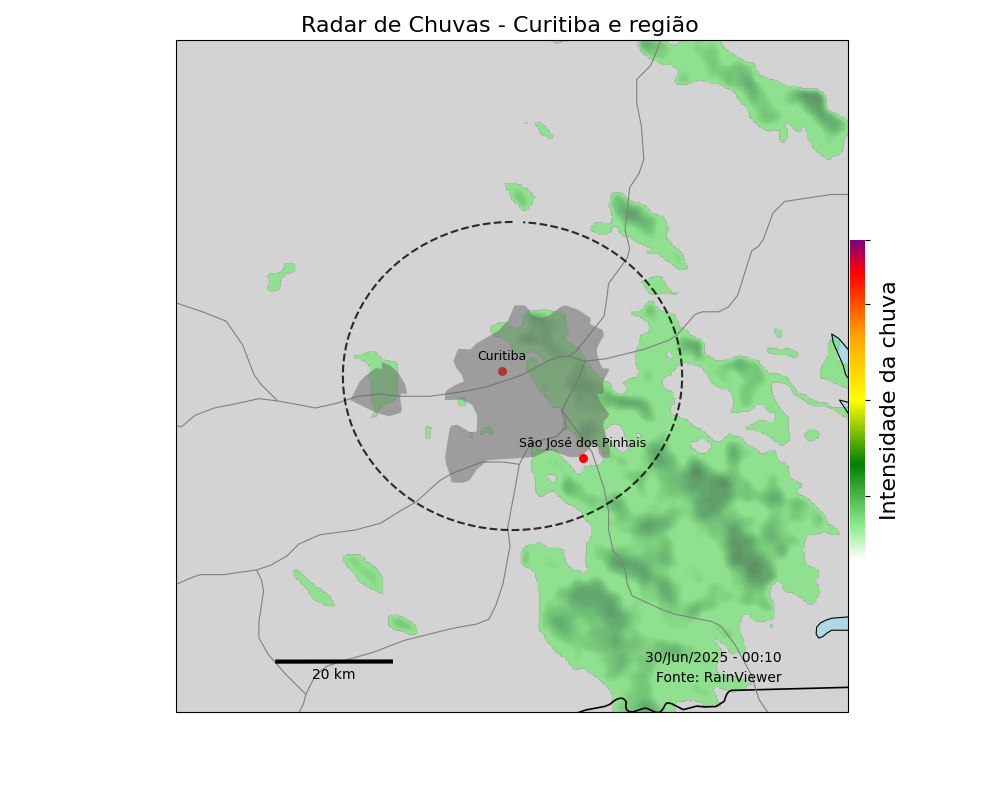 Radar de Chuvas - Curitiba e região
Curitiba
São José dos Pinhais
Intensidade da chuva
30/Jun/2025 - 00:10
Fonte: RainViewer
20 km